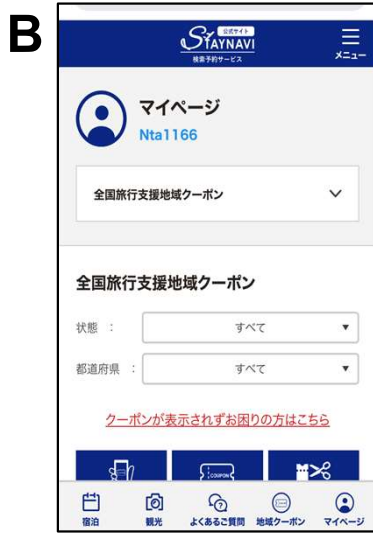 B
公式サイト
STAYNAVI
検索予約サービス
メニュー
マイページ
Nta1166
全国旅行支援地域クーポン
全国旅行支援地域クーポン
状態 : すべて
都道府県 : すべて
クーポンが表示されずお困りの方はこちら
COUPON
宿泊 観光 よくあるご質問 地域クーポン マイページ